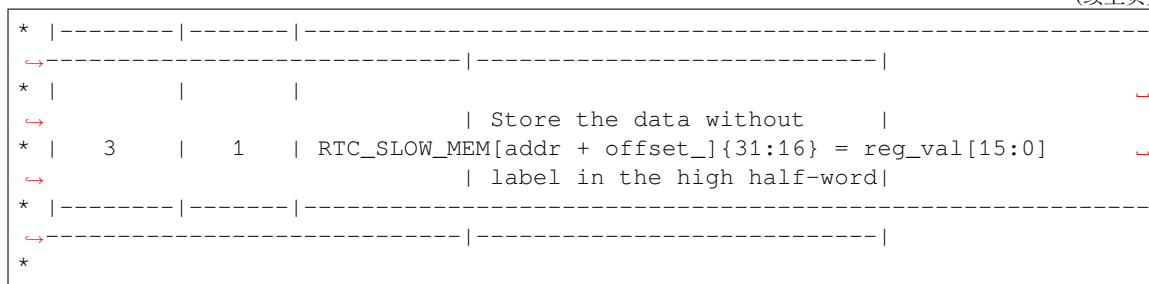 * |--------|-------|-----------------------------------------------------------
↪-----------------------------|----------------------------|
* |        |       |                                                          ␣
↪                             | Store the data without     |
* |   3    |   1   | RTC_SLOW_MEM[addr + offset_]{31:16} = reg_val[15:0]      ␣
↪                             | label in the high half-word|
* |--------|-------|-----------------------------------------------------------
↪-----------------------------|----------------------------|
*